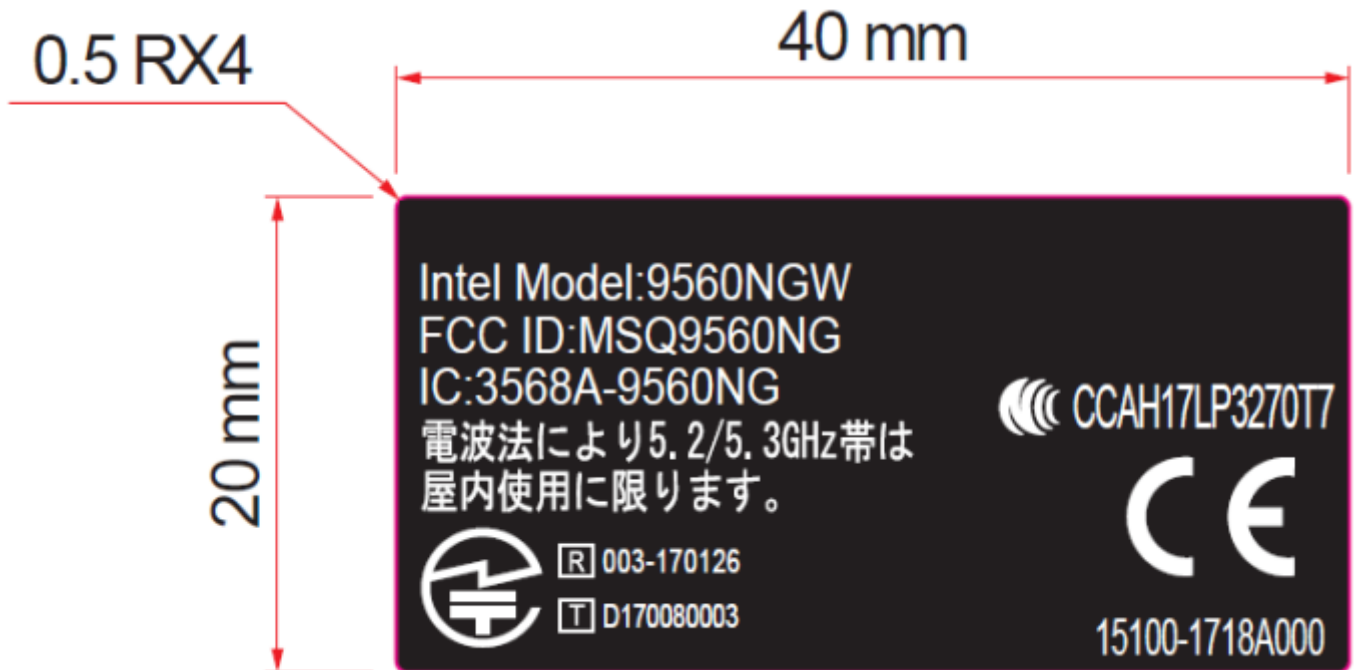 0.5 RX4
40 mm
20 mm
Intel Model:9560NGW
FCC ID:MSQ9560NG
IC:3568A-9560NG
電波法により5.2/5.3GHz帯は
屋内使用に限ります。
CCAH17LP3270T7
CE
R 003-170126
T D170080003
15100-1718A000